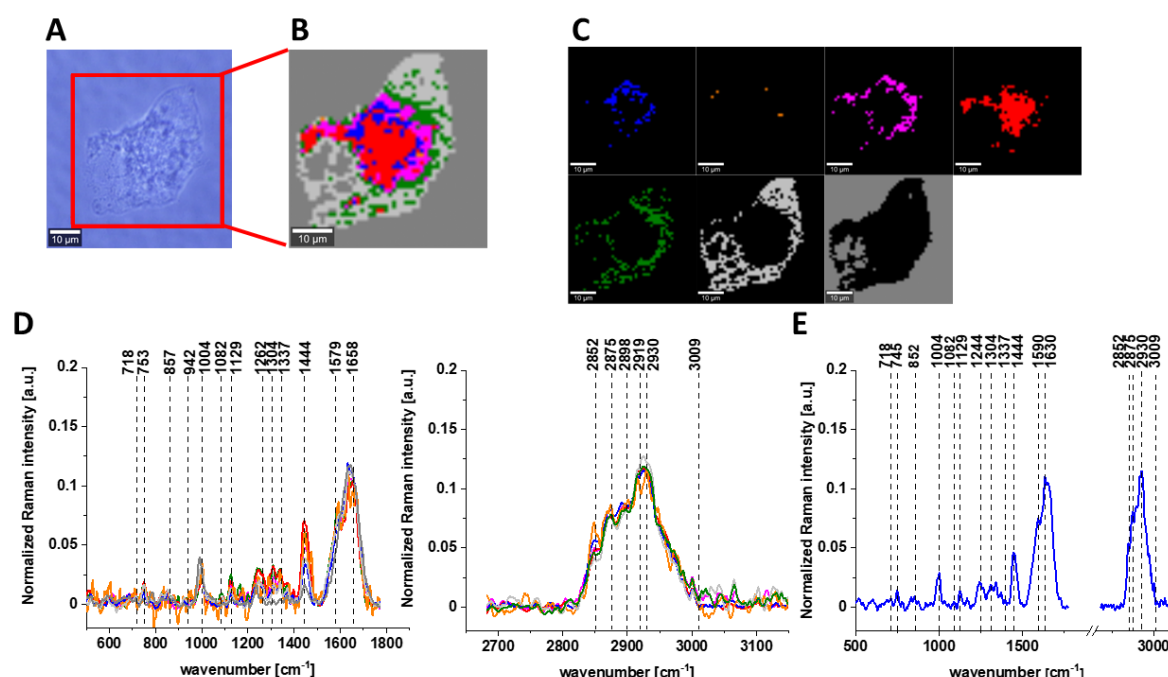 A
B
C
10 µm
10 µm
10 µm
10 µm
10 µm
10 µm
10 µm
10 µm
10 µm
D
E
718
753
857
942
1004
1082
1129
1262
1304
1337
1444
1579
1658
0.2
0.15
0.1
0.05
0
Normalized Raman intensity [a.u.]
600 800 1000 1200 1400 1600
wavenumber [cm⁻¹]
2852
2875
2898
2919
2930
3009
0.2
0.15
0.1
0.05
0
Normalized Raman intensity [a.u.]
2700 2800 2900 3000 3100
wavenumber [cm⁻¹]
718
745
852
1004
1082
1129
1244
1304
1337
1444
1590
1630
2852
2875
2930
3009
0.2
0.15
0.1
0.05
0
Normalized Raman intensity [a.u.]
500 1000 1500 3000
wavenumber [cm⁻¹]